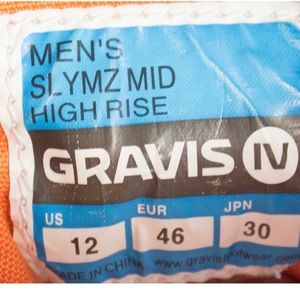 MEN'S
SLYMZ MID
HIGH RISE
GRAVIS IV
US EUR JPN
12 46 30
MADE IN CHINA www.gravisfootwear.com